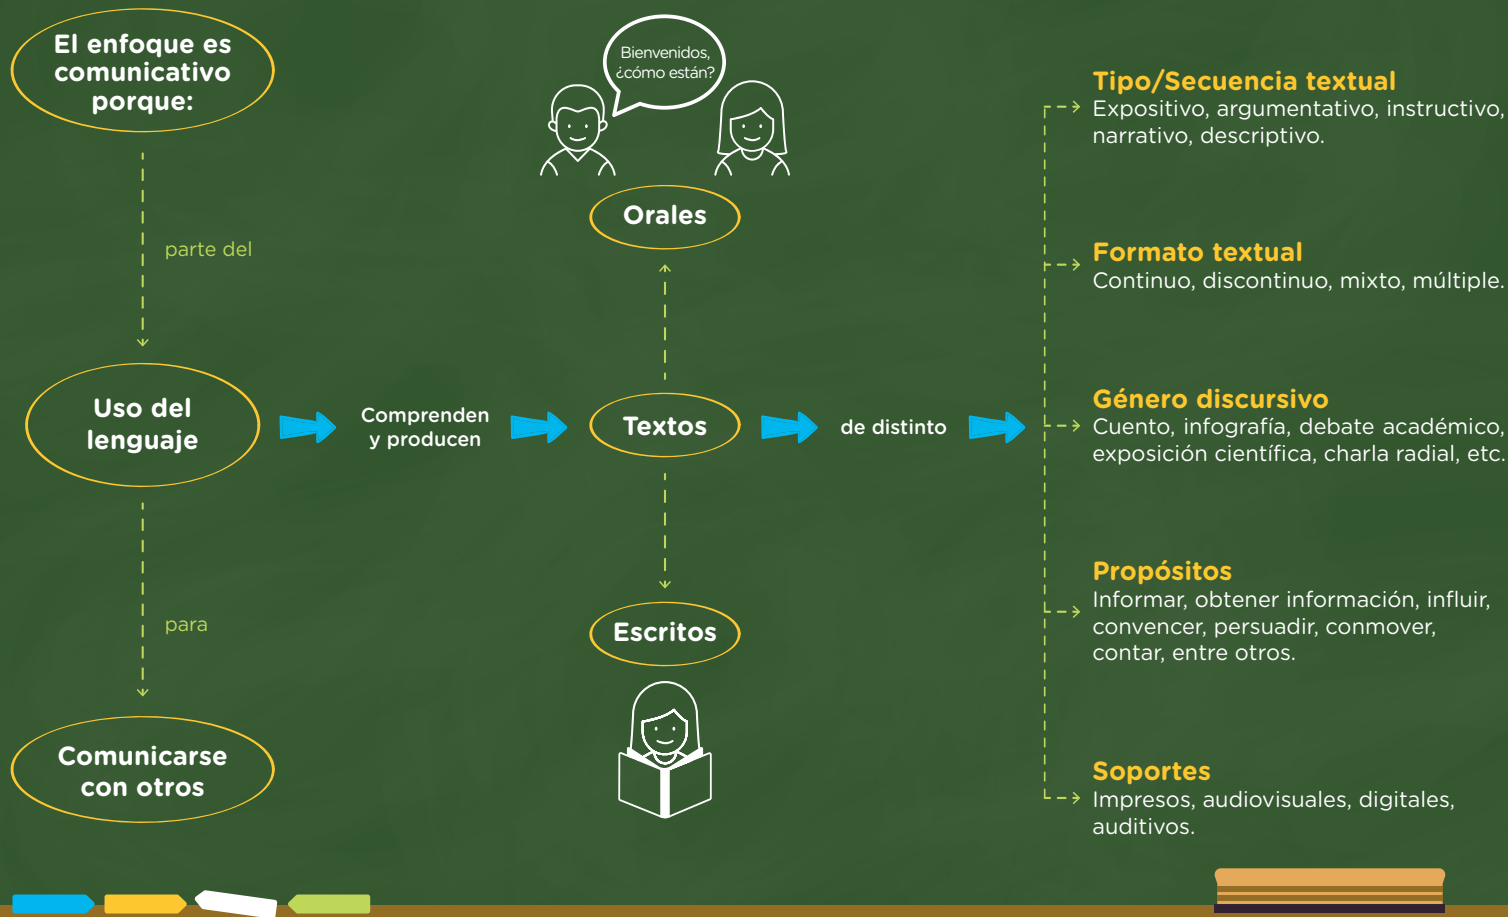 El enfoque es
comunicativo
porque:
parte del
Uso del
lenguaje
para
Comunicarse
con otros
Comprenden
y producen
Bienvenidos,
¿cómo están?
Orales
Textos
Escritos
de distinto
Tipo/Secuencia textual
Expositivo, argumentativo, instructivo,
narrativo, descriptivo.
Formato textual
Continuo, discontinuo, mixto, múltiple.
Género discursivo
Cuento, infografía, debate académico,
exposición científica, charla radial, etc.
Propósitos
Informar, obtener información, influir,
convencer, persuadir, conmover,
contar, entre otros.
Soportes
Impresos, audiovisuales, digitales,
auditivos.